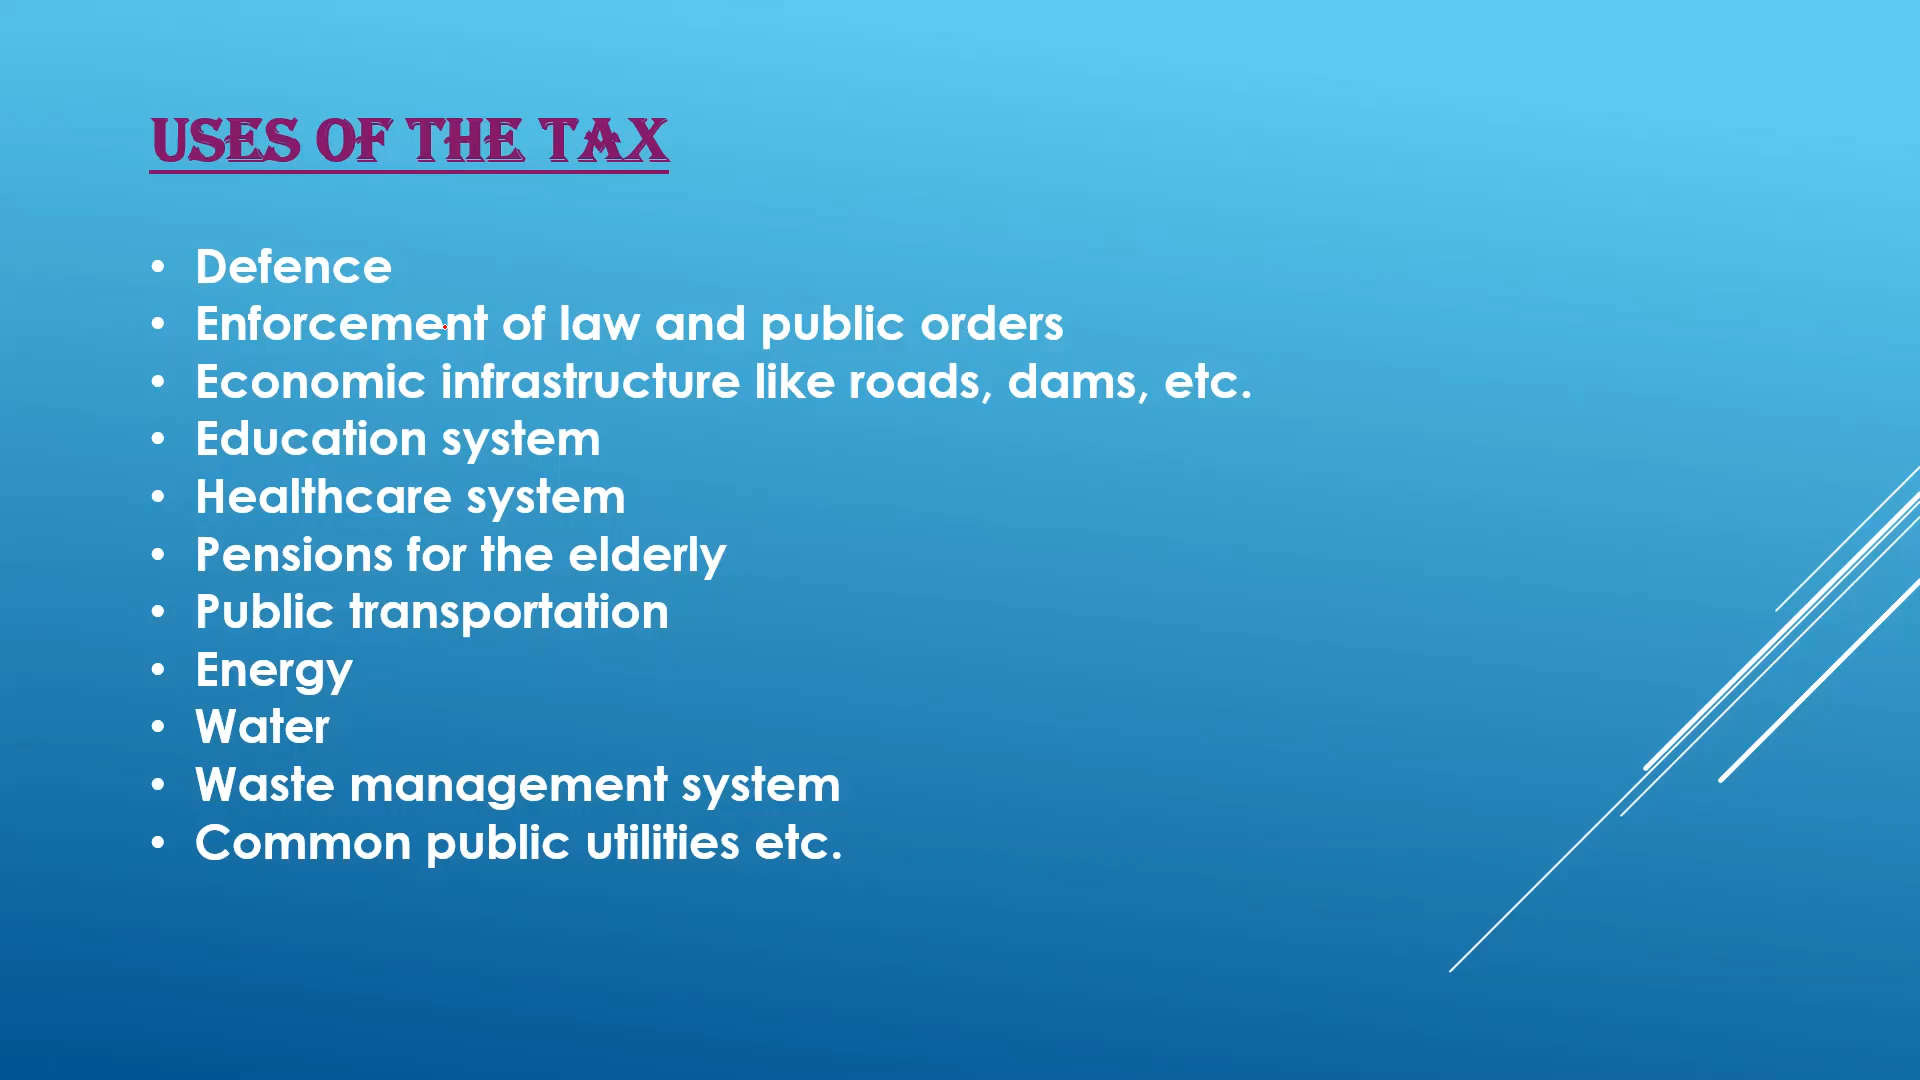 USES OF THE TAX
• Defence
• Enforcement of law and public orders
• Economic infrastructure like roads, dams, etc.
• Education system
• Healthcare system
• Pensions for the elderly
• Public transportation
• Energy
• Water
• Waste management system
• Common public utilities etc.